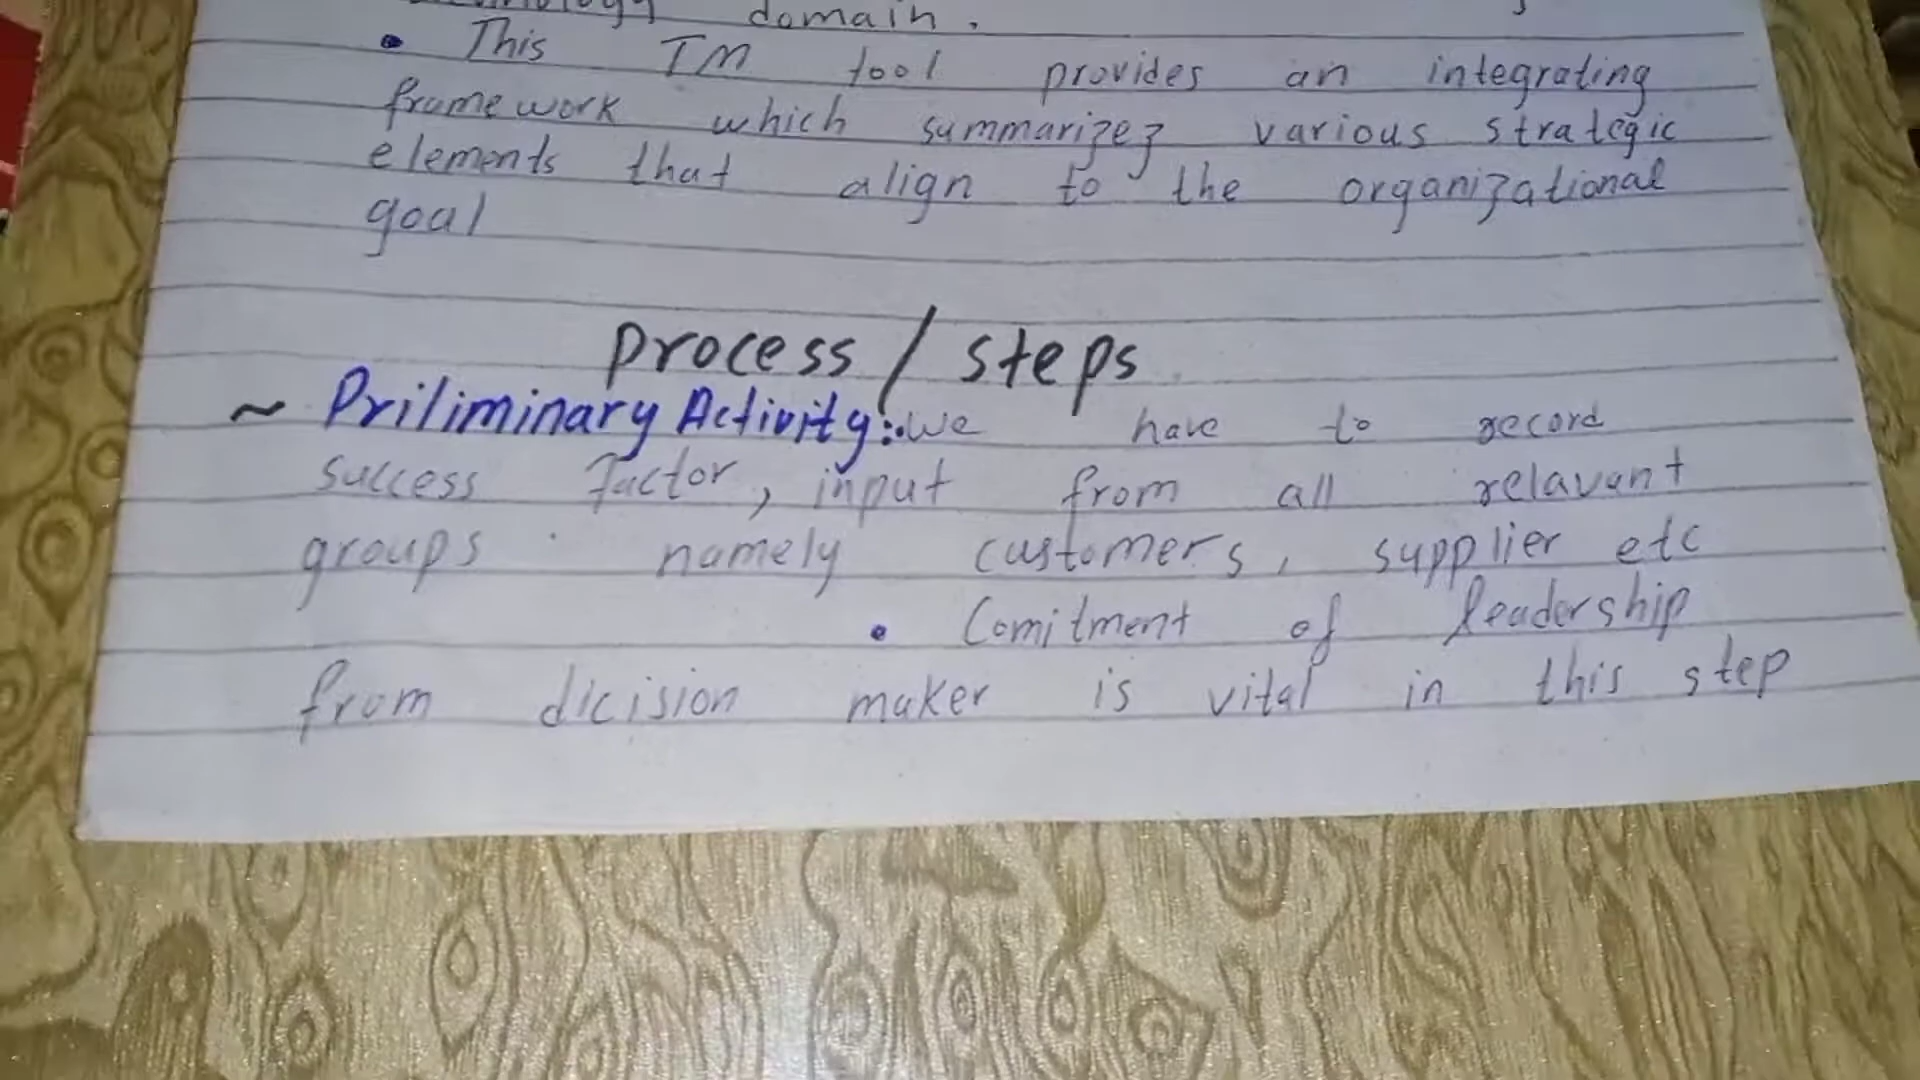 domain.
• This TM tool provides an integrating
framework which summarizez various strategic
elements that align to the organizational
goal
process / steps
~ Priliminary Activity:. we have to record
success factor, input from all relavant
groups namely customers, supplier etc
• Comitment of leadership
from dicision maker is vital in this step